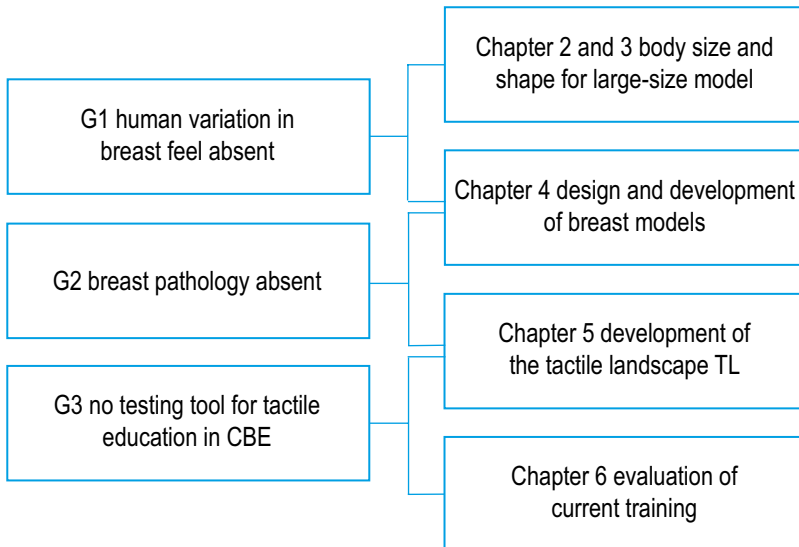 G1 human variation in
breast feel absent
G2 breast pathology absent
G3 no testing tool for tactile
education in CBE
Chapter 2 and 3 body size and
shape for large-size model
Chapter 4 design and development
of breast models
Chapter 5 development of
the tactile landscape TL
Chapter 6 evaluation of
current training